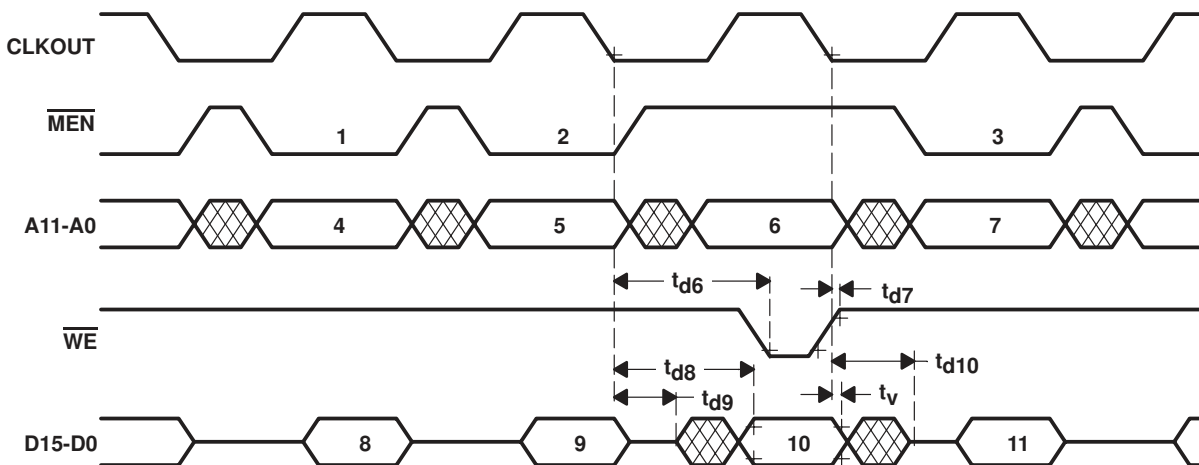 CLKOUT
MEN
1 2 3
A11-A0
4 5 6 7
td6
td7
WE
td8
td10
td9
tv
D15-D0
8 9 10 11